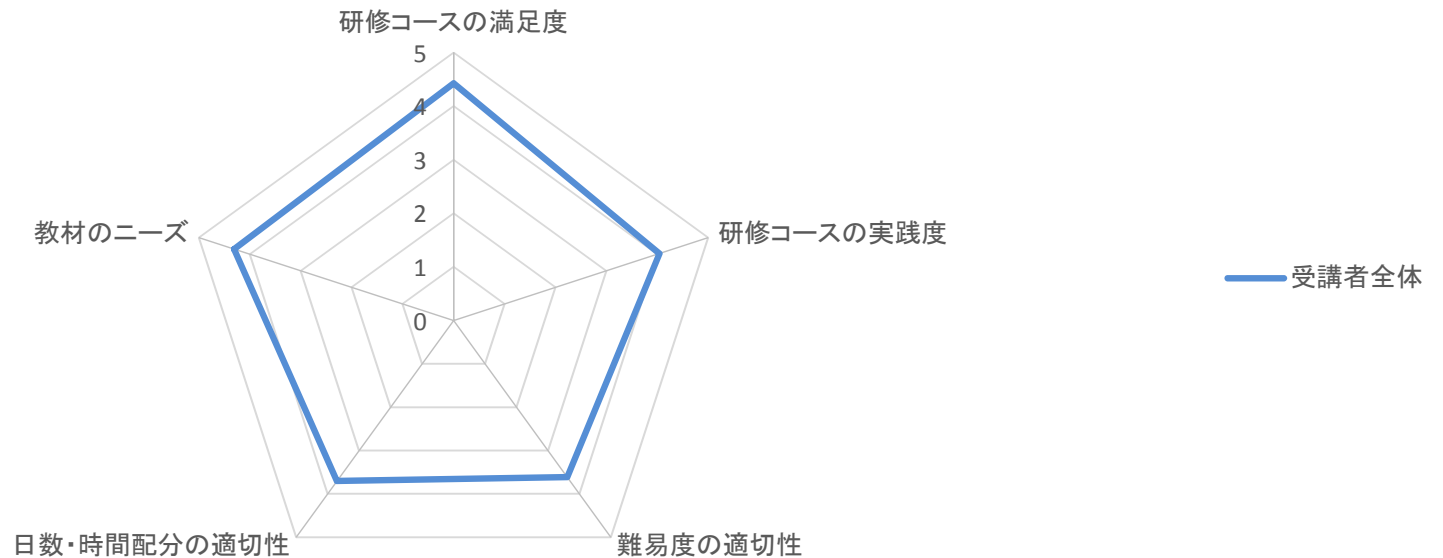 研修コースの満足度
5
4
3
2
1
0
教材のニーズ
研修コースの実践度
受講者全体
日数・時間配分の適切性
難易度の適切性